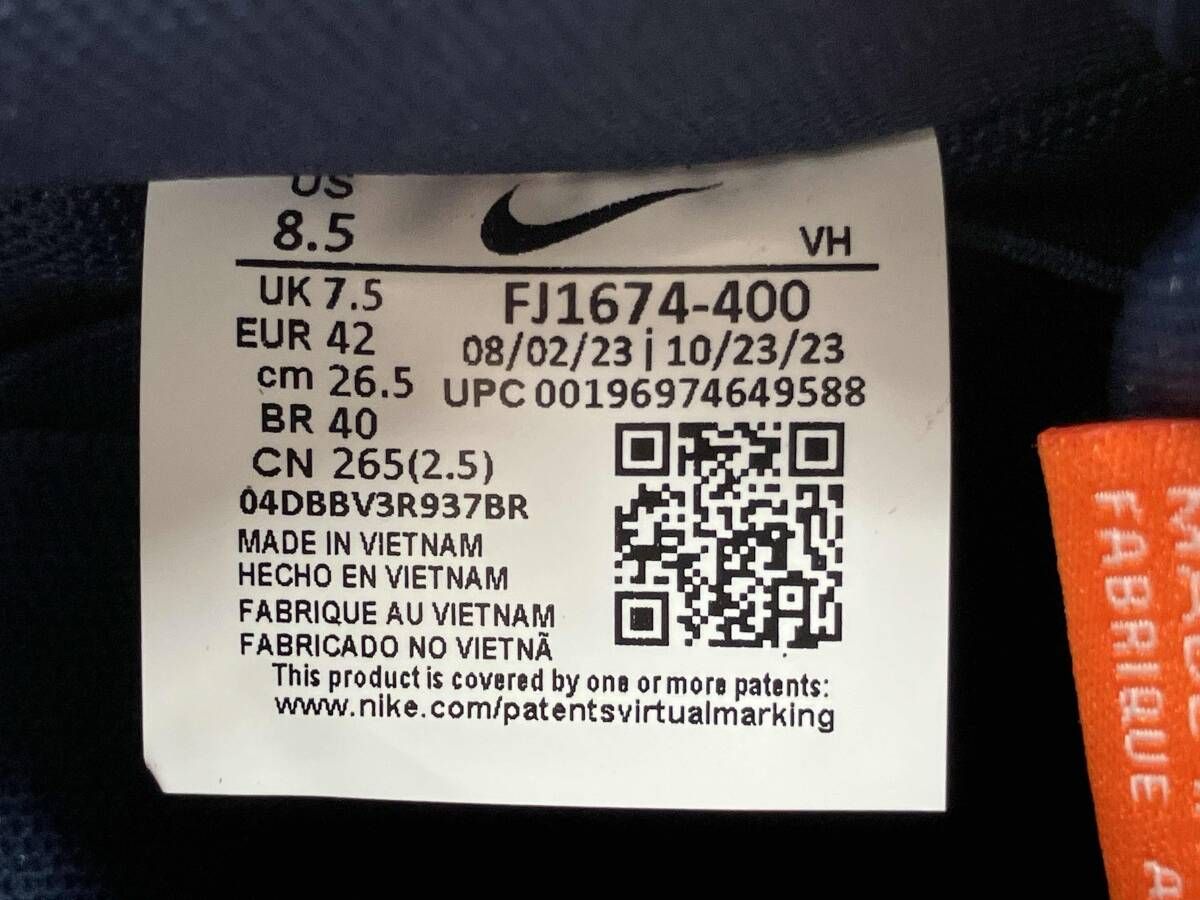 US
8.5
VH
UK 7.5
FJ1674-400
EUR 42
08/02/23 | 10/23/23
cm 26.5
UPC 00196974649588
BR 40
CN 265(2.5)
04DBBV3R937BR
MADE IN VIETNAM
HECHO EN VIETNAM
FABRIQUE AU VIETNAM
FABRICADO NO VIETNÃ
This product is covered by one or more patents:
www.nike.com/patentsvirtualmarking
FABRIQUE